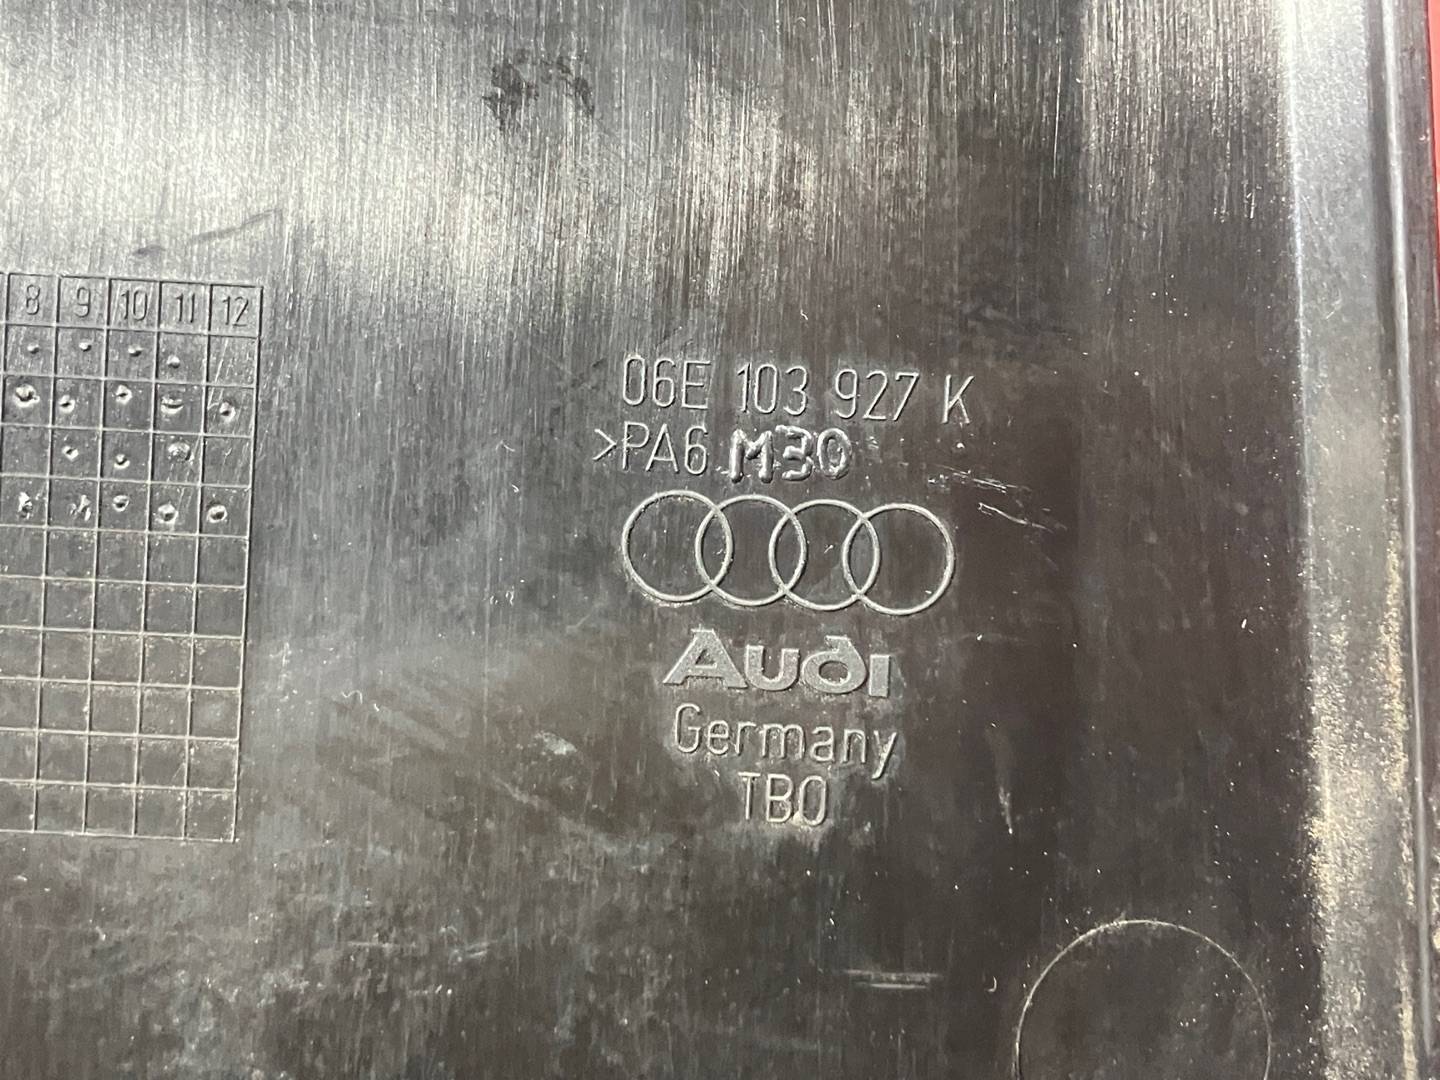 8 9 10 11 12
06E 103 927 K
>PA6 M30
Audi
Germany
TBO